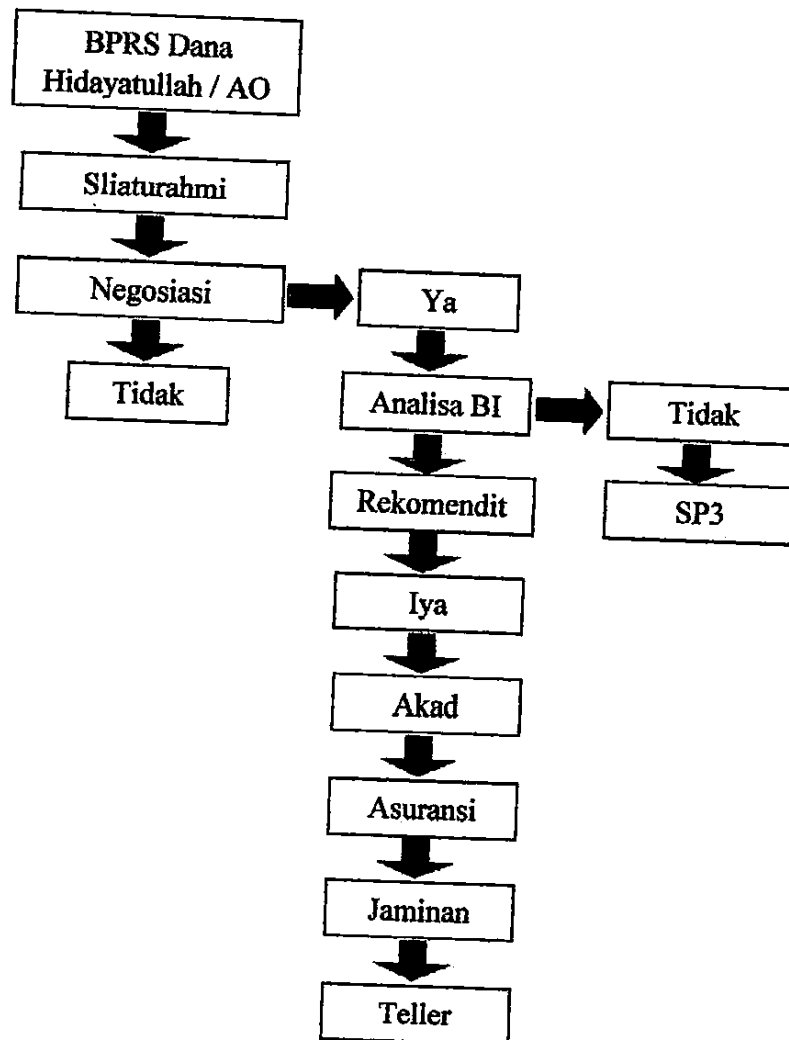 BPRS Dana
Hidayatullah / AO
Sliaturahmi
Negosiasi
Ya
Tidak
Analisa BI
Tidak
Rekomendit
SP3
Iya
Akad
Asuransi
Jaminan
Teller